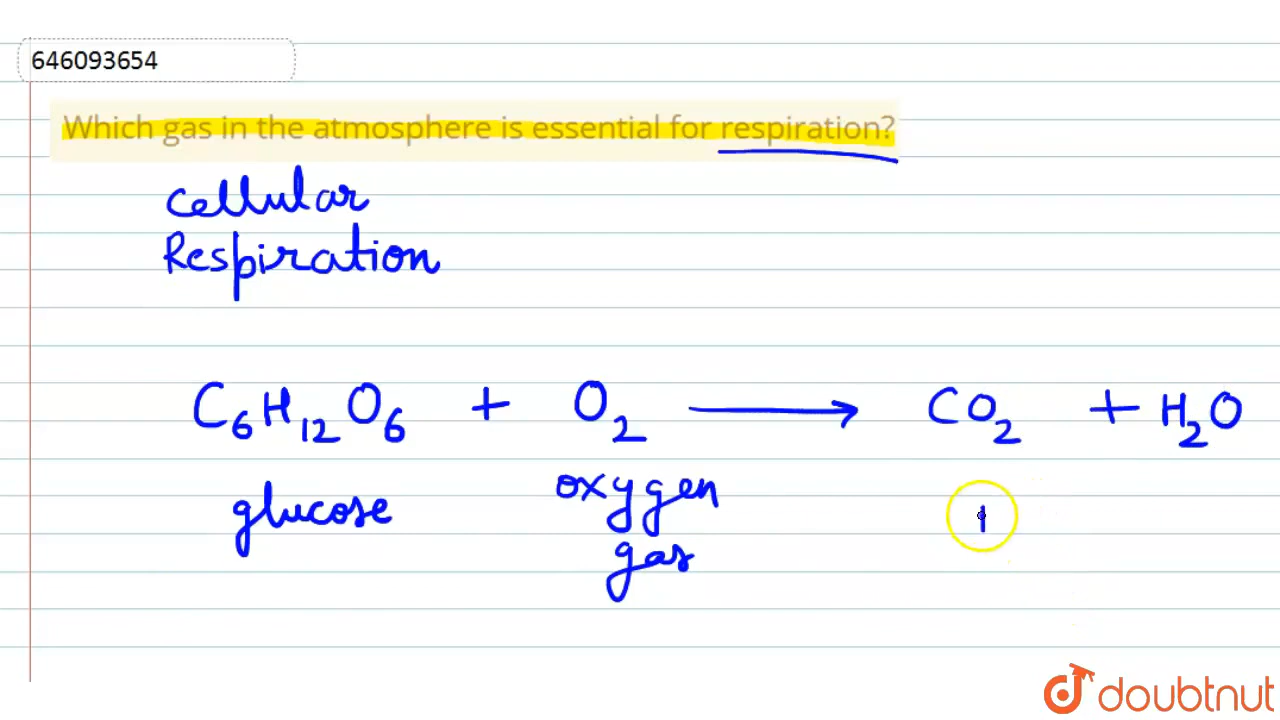 646093654
Which gas in the atmosphere is essential for respiration?
Cellular
Respiration
C6H12O6 + O2 → CO2 + H2O
glucose oxygen
gas
doubtnut